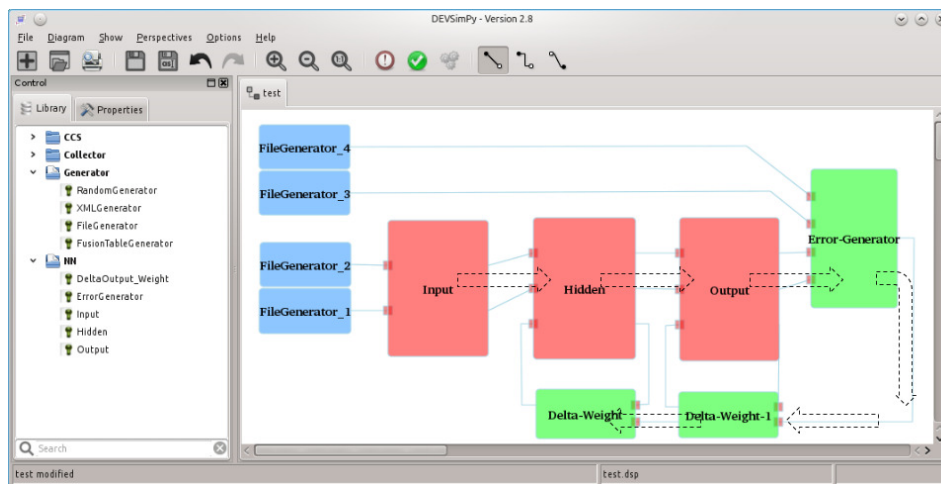 DEVSimPy - Version 2.8
File Diagram Show Perspectives Options Help
Control
Library Properties
CCS
Collector
Generator
RandomGenerator
XMLGenerator
FileGenerator
FusionTableGenerator
NN
DeltaOutput_Weight
ErrorGenerator
Input
Hidden
Output
Search
test
FileGenerator_4
FileGenerator_3
FileGenerator_2
FileGenerator_1
Input
Hidden
Output
Error-Generator
Delta-Weight
Delta-Weight-1
test modified
test.dsp